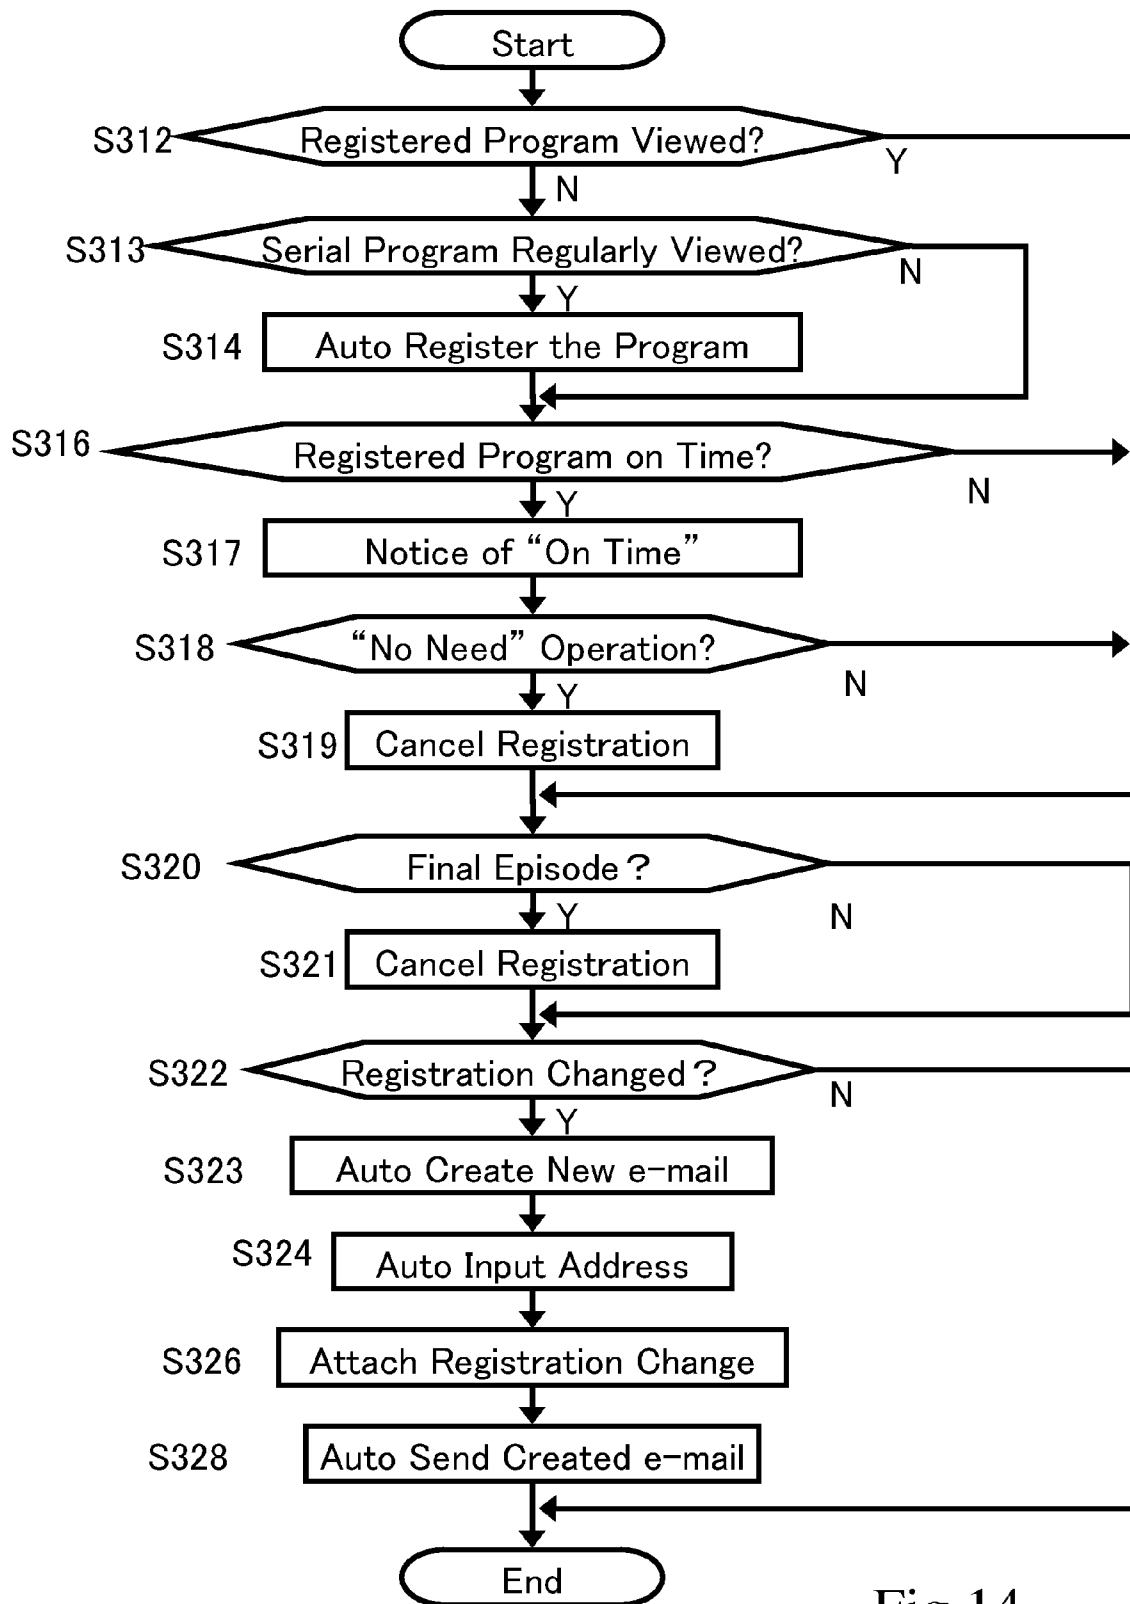 Start
S312 Registered Program Viewed?
Y
N
S313 Serial Program Regularly Viewed?
N
Y
S314 Auto Register the Program
S316 Registered Program on Time?
N
Y
S317 Notice of “On Time”
S318 “No Need” Operation?
N
Y
S319 Cancel Registration
S320 Final Episode?
N
Y
S321 Cancel Registration
S322 Registration Changed?
N
Y
S323 Auto Create New e-mail
S324 Auto Input Address
S326 Attach Registration Change
S328 Auto Send Created e-mail
End
Fig.14